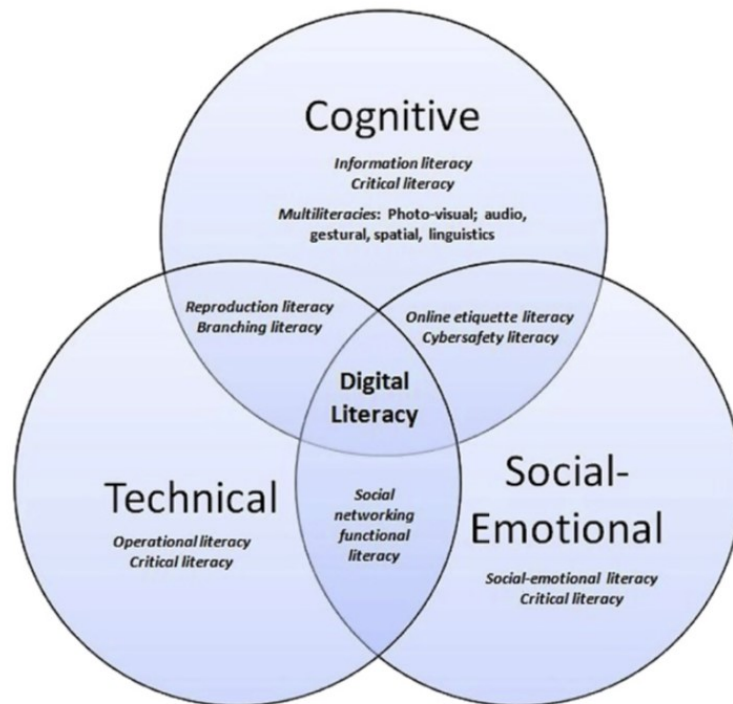 Cognitive
Information literacy
Critical literacy
Multiliteracies: Photo-visual; audio,
gestural, spatial, linguistics
Reproduction literacy
Branching literacy
Online etiquette literacy
Cybersafety literacy
Digital
Literacy
Technical
Operational literacy
Critical literacy
Social
networking
functional
literacy
Social-
Emotional
Social-emotional literacy
Critical literacy